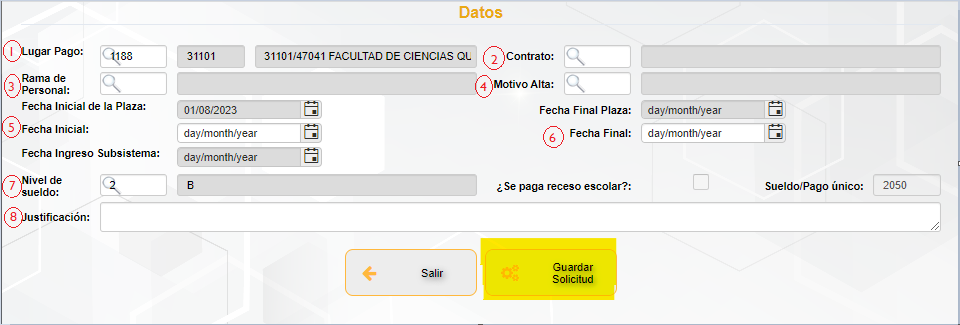 Datos
1 Lugar Pago: 1188 31101 31101/47041 FACULTAD DE CIENCIAS QU 2 Contrato:
3 Rama de Personal: 4 Motivo Alta:
Fecha Inicial de la Plaza: 01/08/2023 Fecha Final Plaza: day/month/year
5 Fecha Inicial: day/month/year 6 Fecha Final: day/month/year
Fecha Ingreso Subsistema: day/month/year
7 Nivel de sueldo: 2 B ¿Se paga receso escolar?: Sueldo/Pago único: 2050
8 Justificación:
Salir Guardar Solicitud